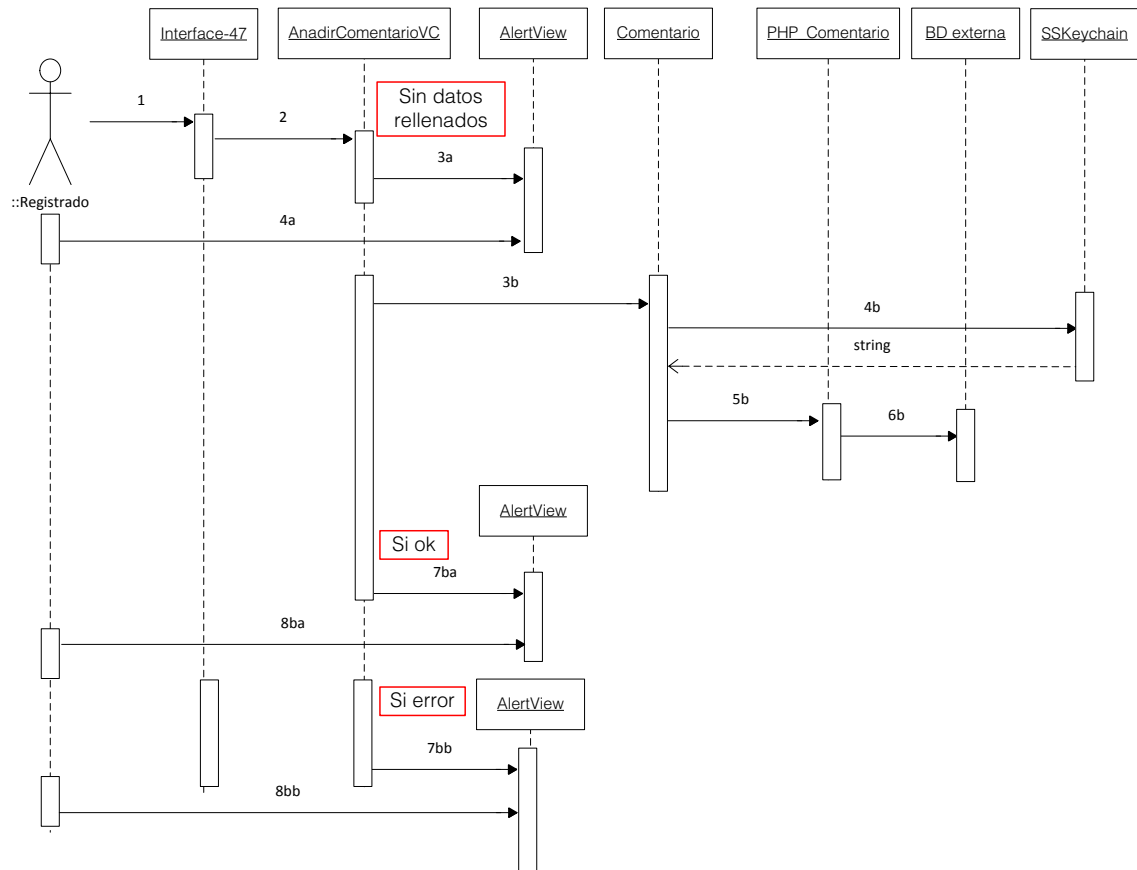 Interface-47
AnadirComentarioVC
AlertView
Comentario
PHP_Comentario
BD externa
SSKeychain
1
2
Sin datos
rellenados
3a
::Registrado
4a
3b
4b
string
5b
6b
AlertView
Si ok
7ba
8ba
Si error
AlertView
7bb
8bb